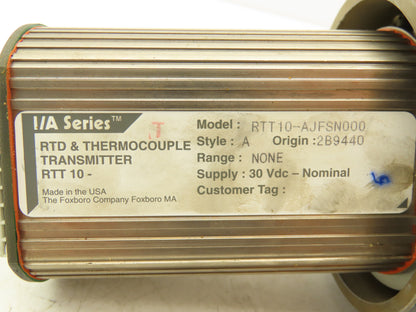 I/A Series™
RTD & THERMOCOUPLE
TRANSMITTER
RTT 10 -
Made in the USA
The Foxboro Company Foxboro MA
J
Model : RTT10-AJFSN000
Style : A Origin :2B9440
Range : NONE
Supply : 30 Vdc – Nominal
Customer Tag :